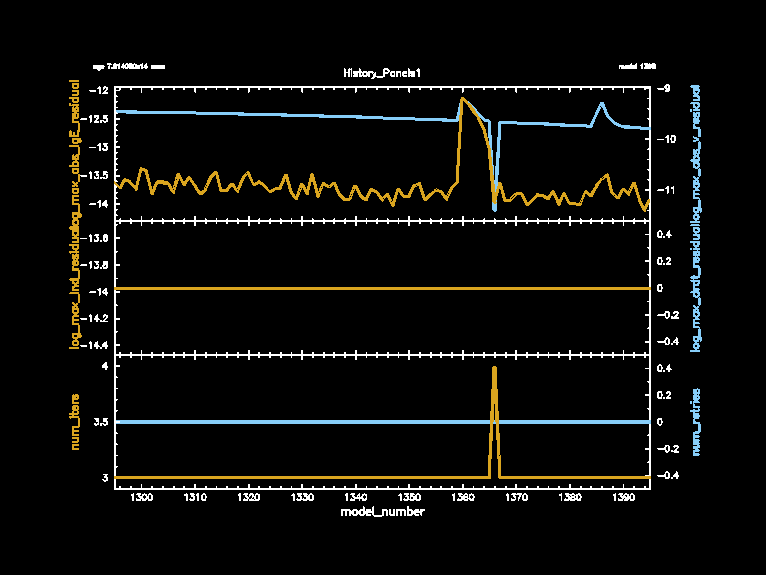 History_Panels1
−12
−12.5
−13
−13.5
−14
log_max_abs_lgE_residual
−9
−10
−11
log_max_abs_v_residual
−13.6
−13.8
−14
−14.2
−14.4
log_max_lnd_residual
0.4
0.2
0
−0.2
−0.4
log_max_drdt_residual
4
3.5
3
num_iters
0.4
0.2
0
−0.2
−0.4
num_retries
1300 1310 1320 1330 1340 1350 1360 1370 1380 1390
model_number